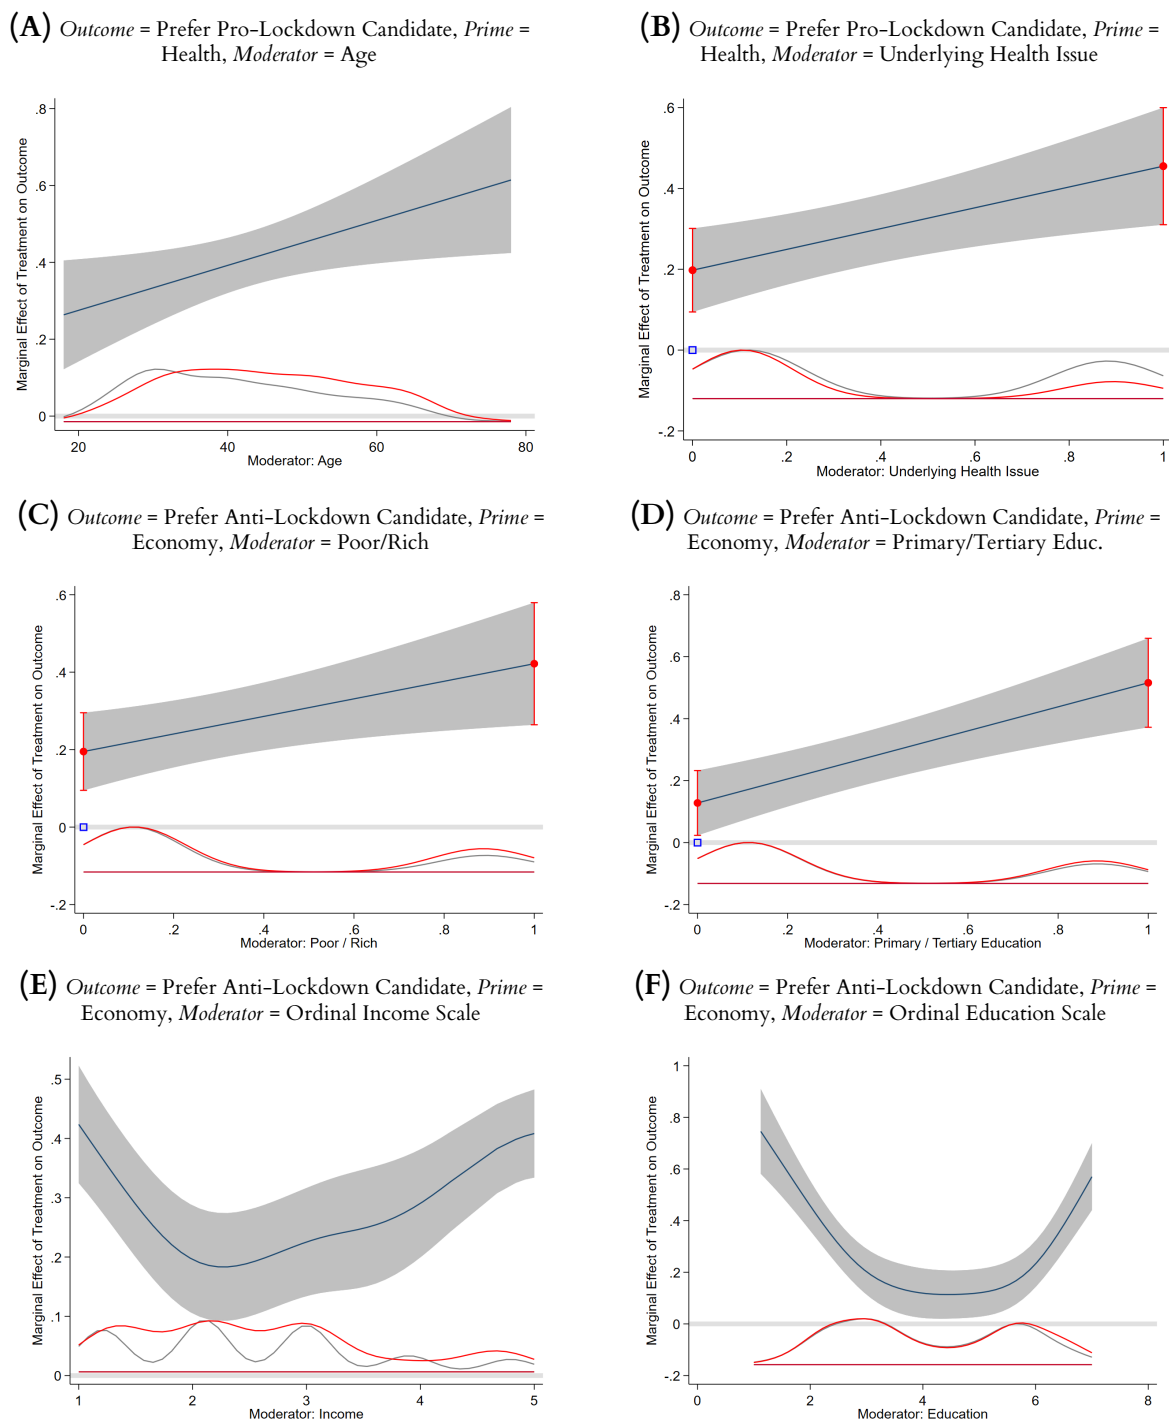 (A) Outcome = Prefer Pro-Lockdown Candidate, Prime =
Health, Moderator = Age
Marginal Effect of Treatment on Outcome
.8
.6
.4
.2
0
20 40 60 80
Moderator: Age
(B) Outcome = Prefer Pro-Lockdown Candidate, Prime =
Health, Moderator = Underlying Health Issue
Marginal Effect of Treatment on Outcome
.6
.4
.2
0
-.2
0 .2 .4 .6 .8 1
Moderator: Underlying Health Issue
(C) Outcome = Prefer Anti-Lockdown Candidate, Prime =
Economy, Moderator = Poor/Rich
Marginal Effect of Treatment on Outcome
.6
.4
.2
0
-.2
0 .2 .4 .6 .8 1
Moderator: Poor / Rich
(D) Outcome = Prefer Anti-Lockdown Candidate, Prime =
Economy, Moderator = Primary/Tertiary Educ.
Marginal Effect of Treatment on Outcome
.8
.6
.4
.2
0
-.2
0 .2 .4 .6 .8 1
Moderator: Primary / Tertiary Education
(E) Outcome = Prefer Anti-Lockdown Candidate, Prime =
Economy, Moderator = Ordinal Income Scale
Marginal Effect of Treatment on Outcome
.5
.4
.3
.2
.1
0
1 2 3 4 5
Moderator: Income
(F) Outcome = Prefer Anti-Lockdown Candidate, Prime =
Economy, Moderator = Ordinal Education Scale
Marginal Effect of Treatment on Outcome
1
.8
.6
.4
.2
0
-.2
0 2 4 6 8
Moderator: Education